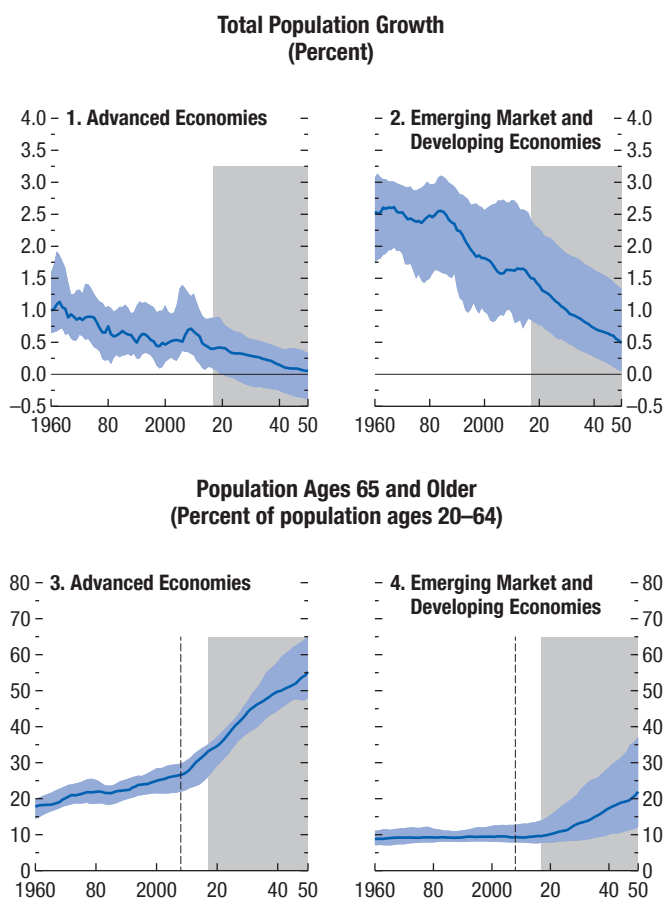 Total Population Growth
(Percent)
1. Advanced Economies
4.0
3.5
3.0
2.5
2.0
1.5
1.0
0.5
0.0
–0.5
1960 80 2000 20 40 50
2. Emerging Market and
Developing Economies
4.0
3.5
3.0
2.5
2.0
1.5
1.0
0.5
0.0
–0.5
1960 80 2000 20 40 50
Population Ages 65 and Older
(Percent of population ages 20–64)
3. Advanced Economies
80
70
60
50
40
30
20
10
0
1960 80 2000 20 40 50
4. Emerging Market and
Developing Economies
80
70
60
50
40
30
20
10
0
1960 80 2000 20 40 50